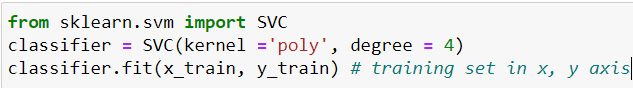 from sklearn.svm import SVC
classifier = SVC(kernel ='poly', degree = 4)
classifier.fit(x_train, y_train) # training set in x, y axis